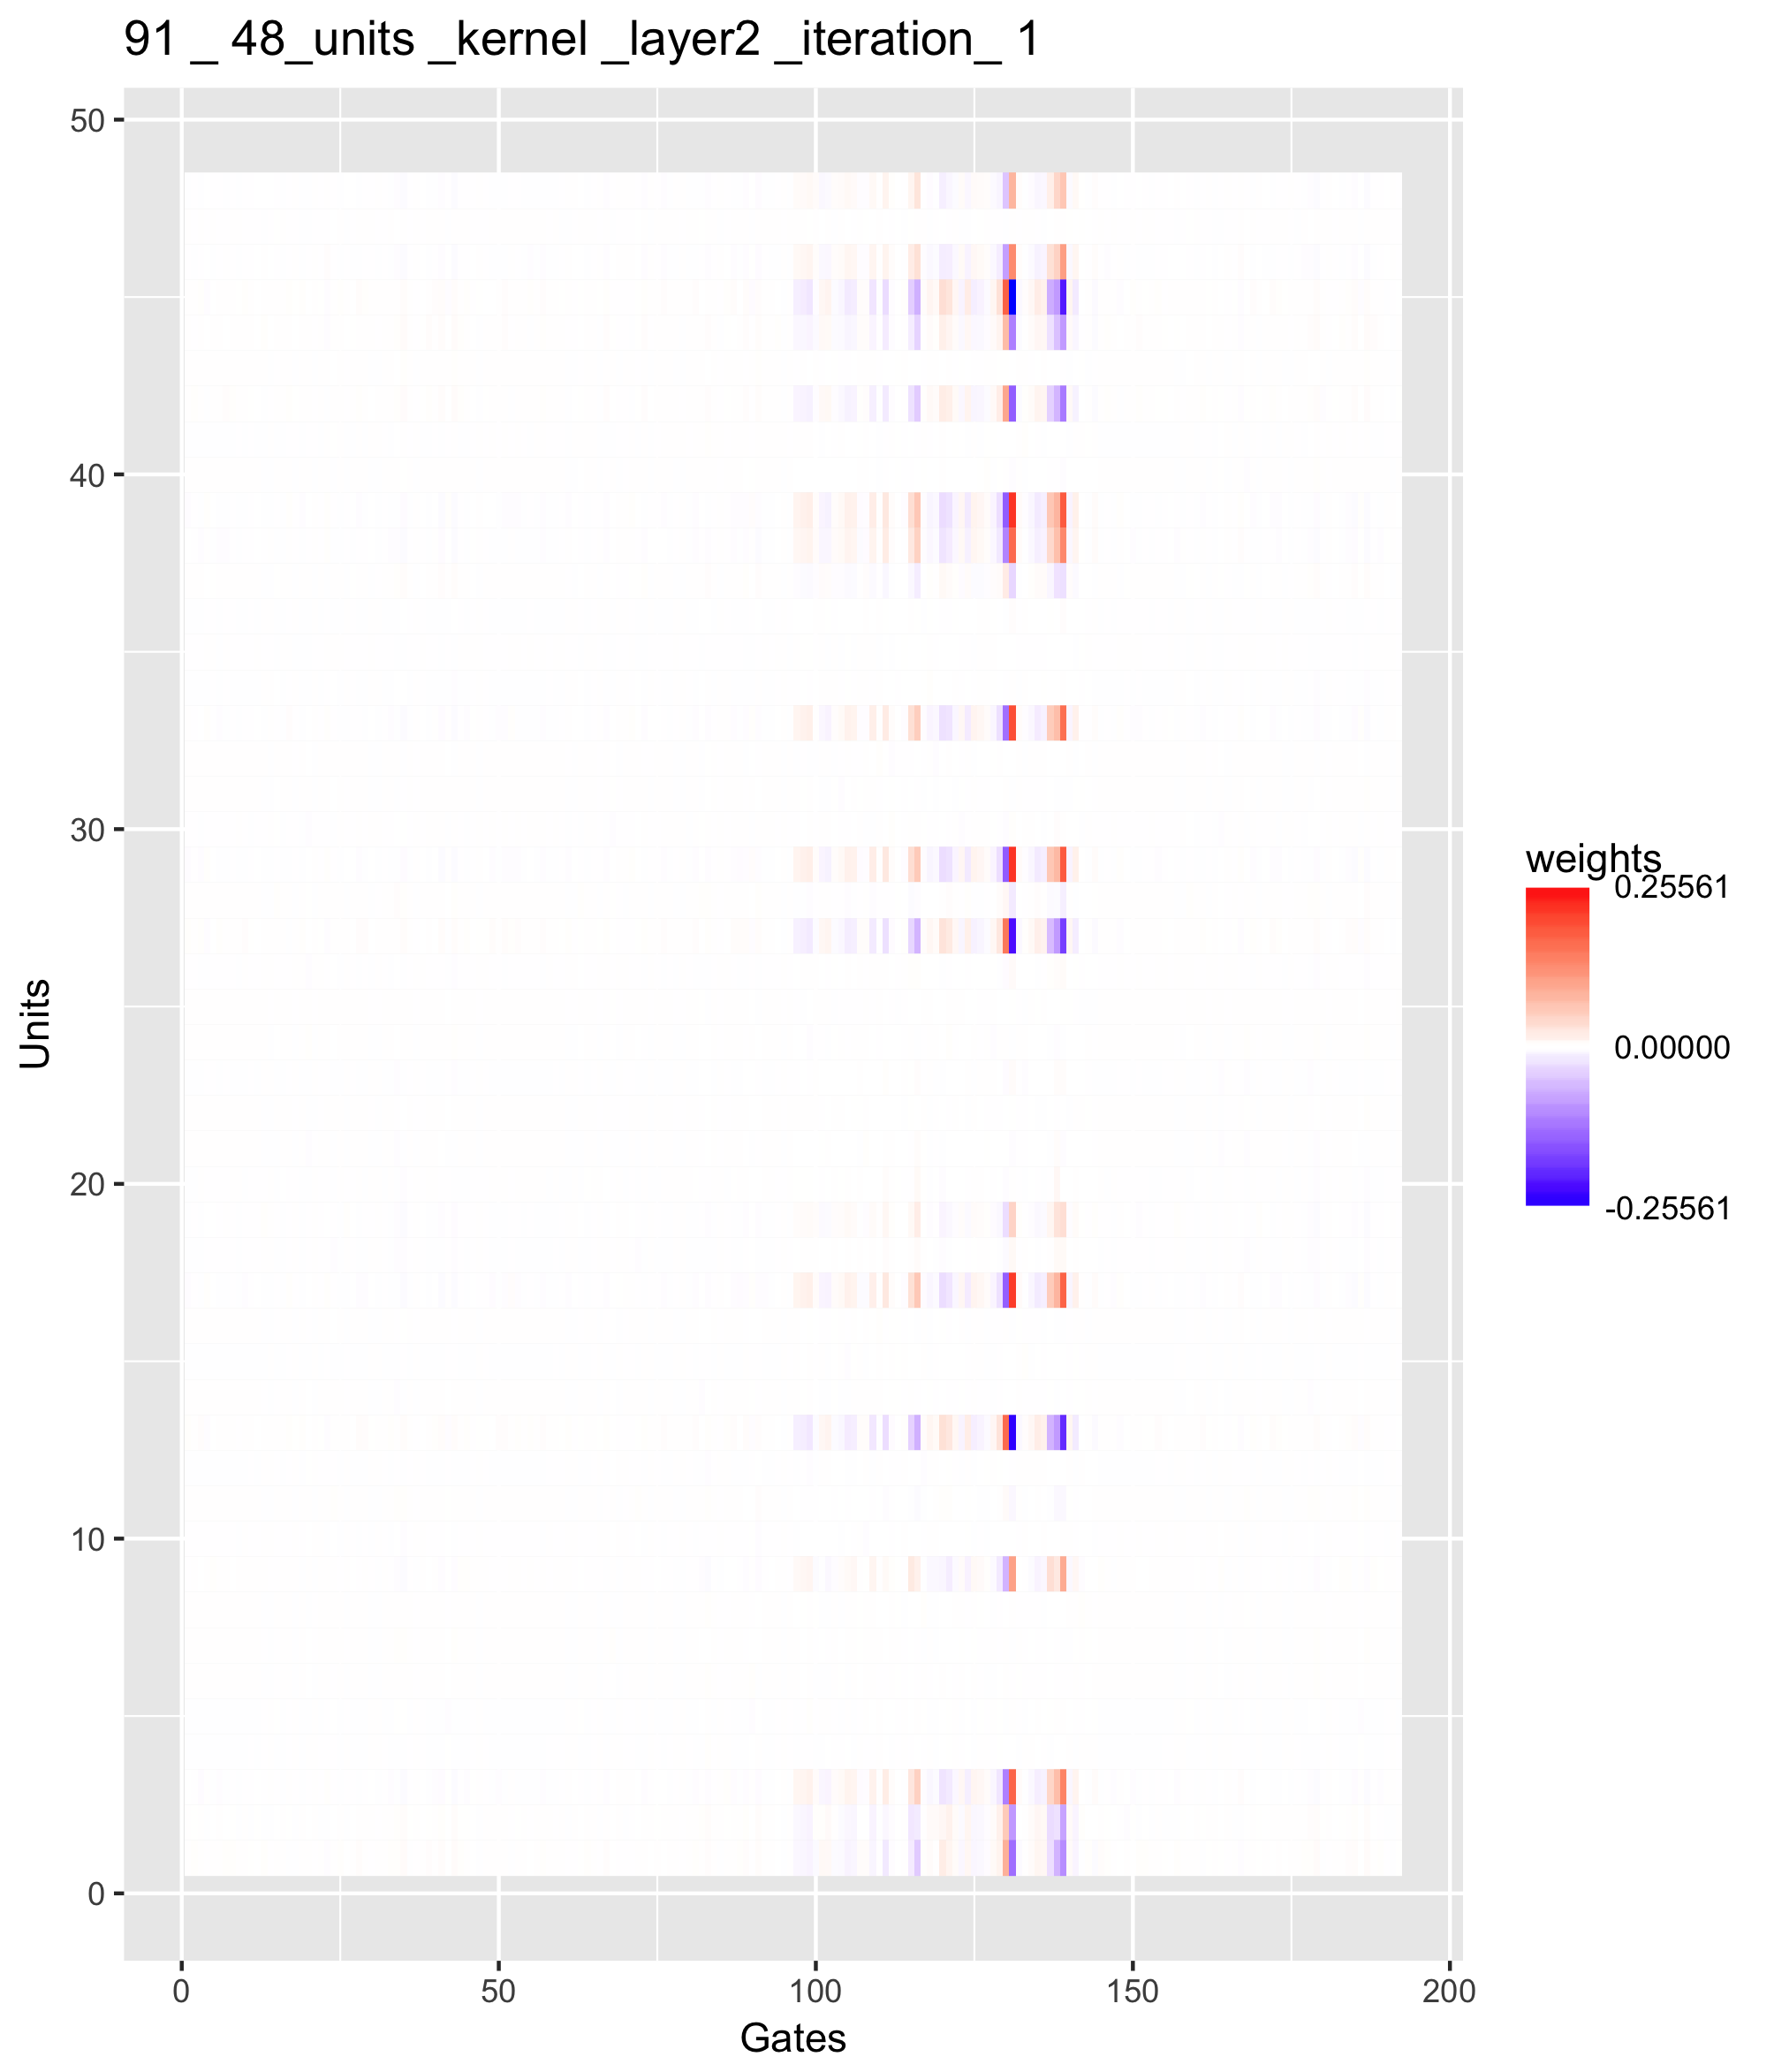 91 _ 48_units _kernel _layer2 _iteration_ 1
50
40
30
20
10
0
Units
0 50 100 150 200
Gates
weights
0.25561
0.00000
-0.25561